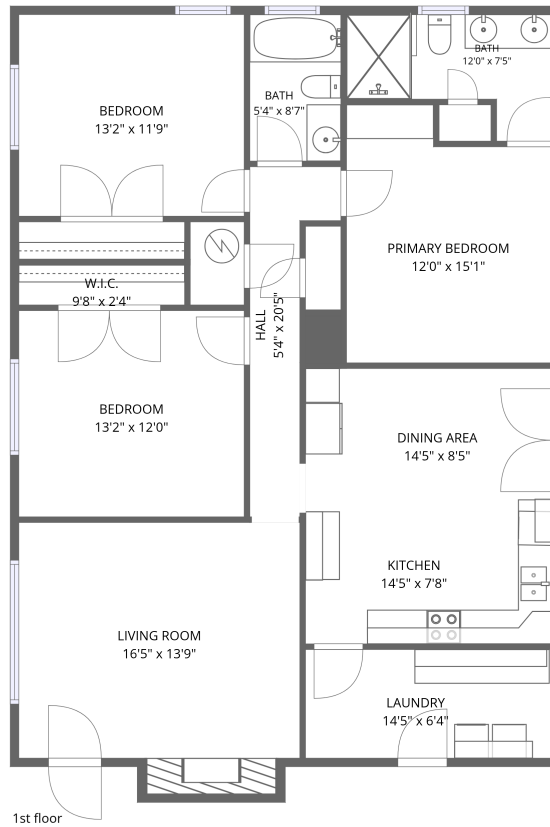 BEDROOM
13'2" x 11'9"
BATH
5'4" x 8'7"
BATH
12'0" x 7'5"
PRIMARY BEDROOM
12'0" x 15'1"
W.I.C.
9'8" x 2'4"
HALL
5'4" x 20'5"
BEDROOM
13'2" x 12'0"
DINING AREA
14'5" x 8'5"
KITCHEN
14'5" x 7'8"
LIVING ROOM
16'5" x 13'9"
LAUNDRY
14'5" x 6'4"
1st floor